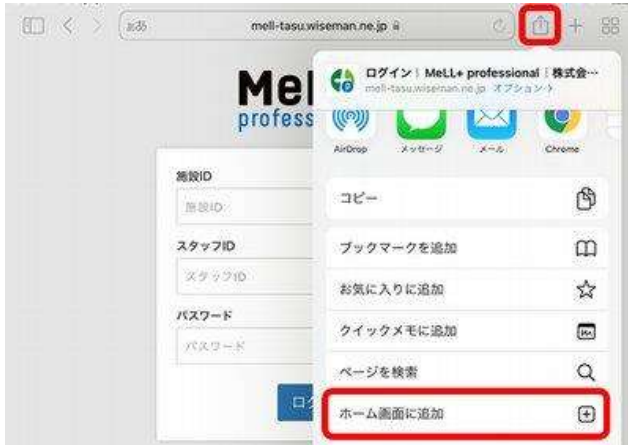 ああ
mell-tasu.wiseman.ne.jp
Mel
profess
ログイン | MeLL+ professional | 株式会…
mell-tasu.wiseman.ne.jp オプション>
AirDrop
メッセージ
メール
Chrome
施設ID
施設ID
コピー
スタッフID
ブックマークを追加
スタッフID
お気に入りに追加
パスワード
クイックメモに追加
パスワード
ページを検索
ログ
ホーム画面に追加